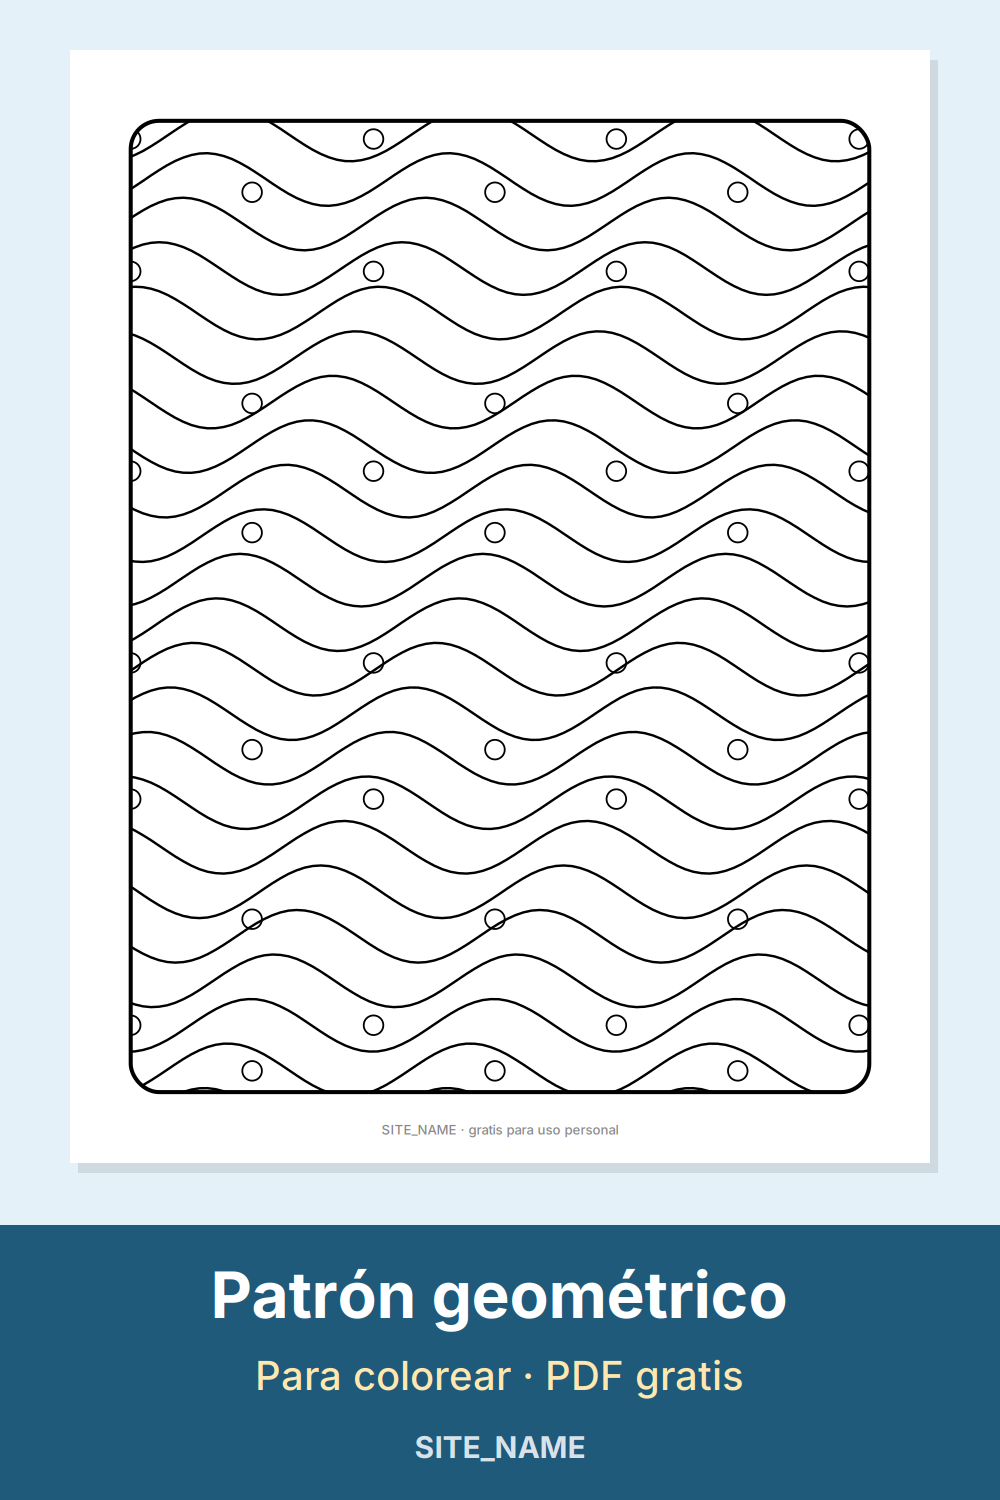 SITE_NAME · gratis para uso personal
Patrón geométrico
Para colorear · PDF gratis
SITE_NAME